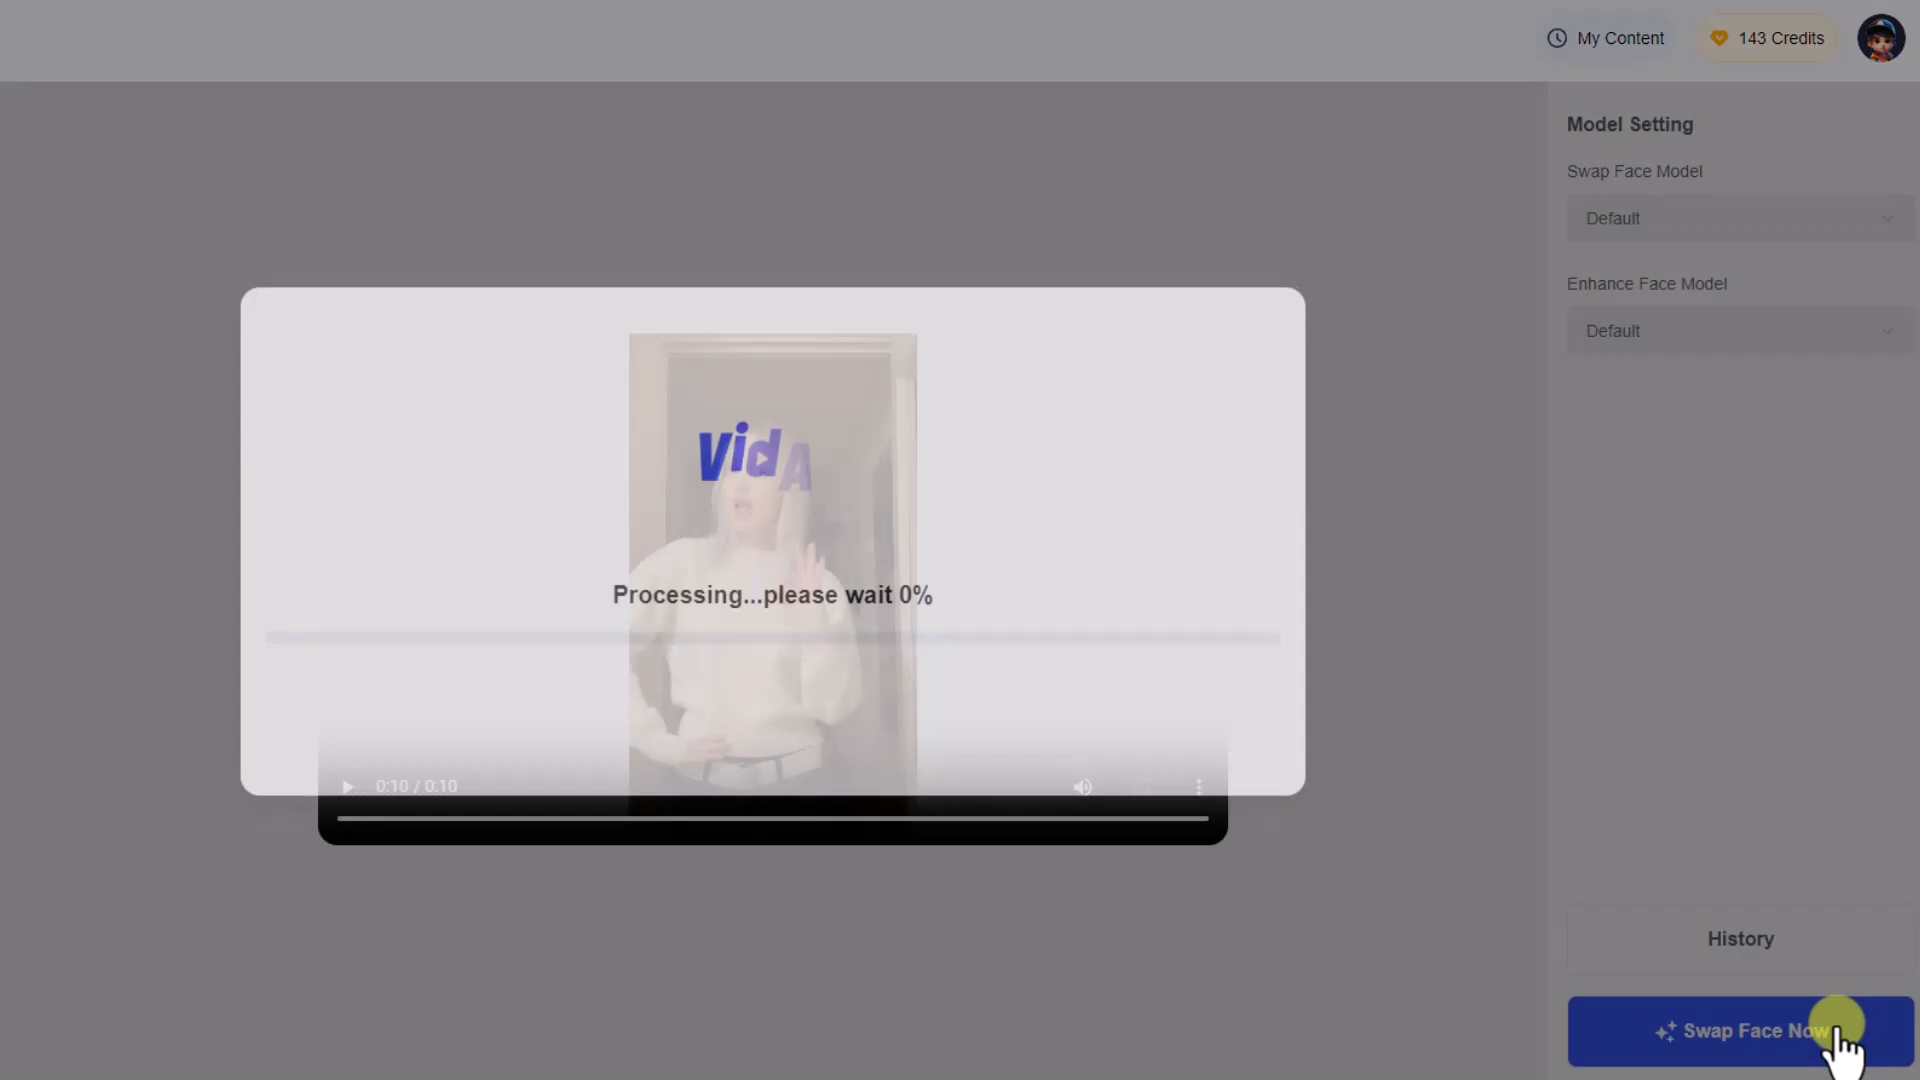 My Content
143 Credits
Model Setting
Swap Face Model
Default
Enhance Face Model
Default
Vid A
Processing...please wait 0%
0:10 / 0:10
History
Swap Face Now